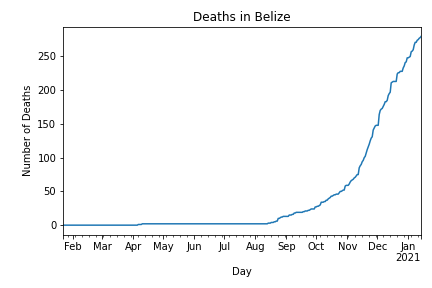 Deaths in Belize
Number of Deaths
250
200
150
100
50
0
Feb Mar Apr May Jun Jul Aug Sep Oct Nov Dec Jan
2021
Day